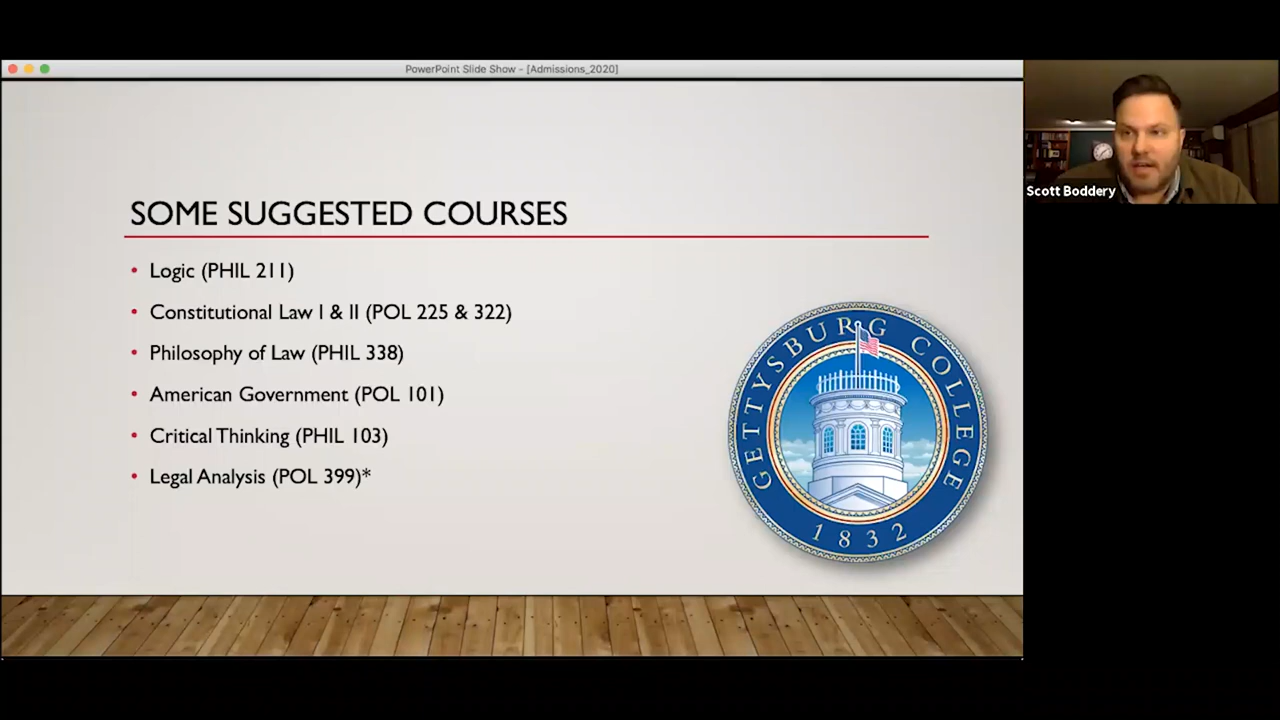 PowerPoint Slide Show - [Admissions_2020]
Scott Boddery
SOME SUGGESTED COURSES
• Logic (PHIL 211)
• Constitutional Law I & II (POL 225 & 322)
• Philosophy of Law (PHIL 338)
• American Government (POL 101)
• Critical Thinking (PHIL 103)
• Legal Analysis (POL 399)*
GETTYSBURG COLLEGE
1832